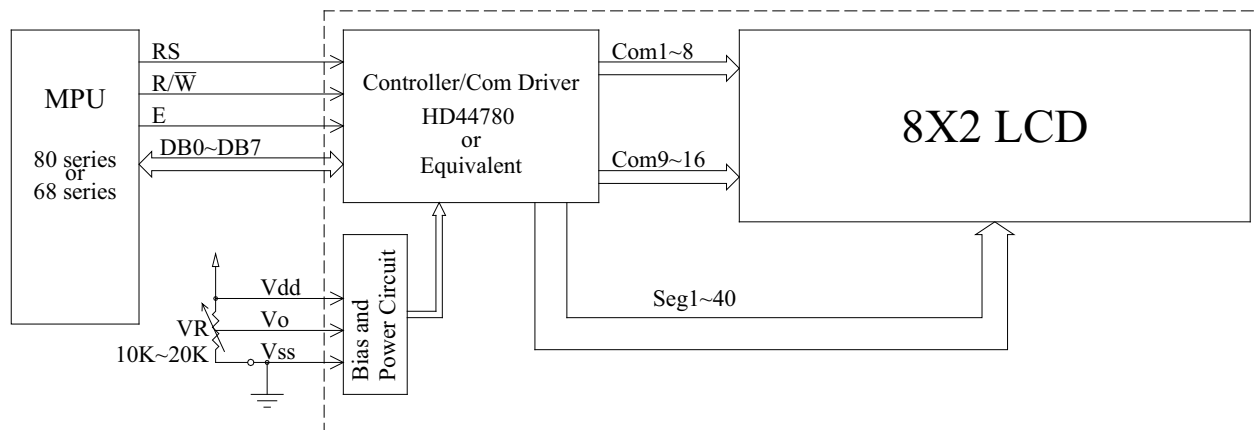 MPU
80 series
or
68 series
RS
R/W̅
E
DB0~DB7
Controller/Com Driver
HD44780
or
Equivalent
Com1~8
Com9~16
8X2 LCD
Seg1~40
Vdd
Vo
Vss
VR
10K~20K
Bias and
Power Circuit